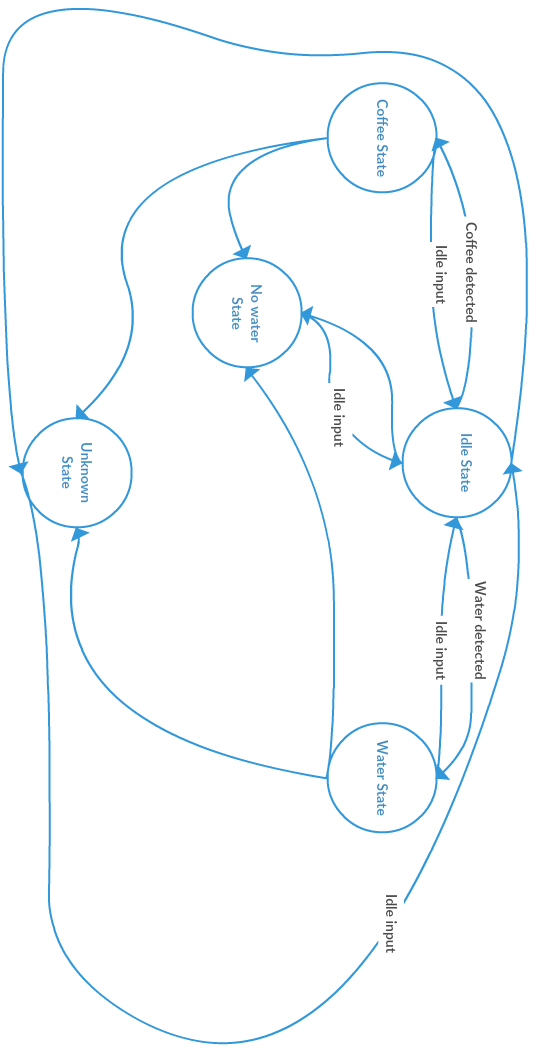 Idle State
Water detected
Coffee detected
Idle input
Idle input
Coffee State
Water State
Idle input
Idle input
No water
State
Unknown
State